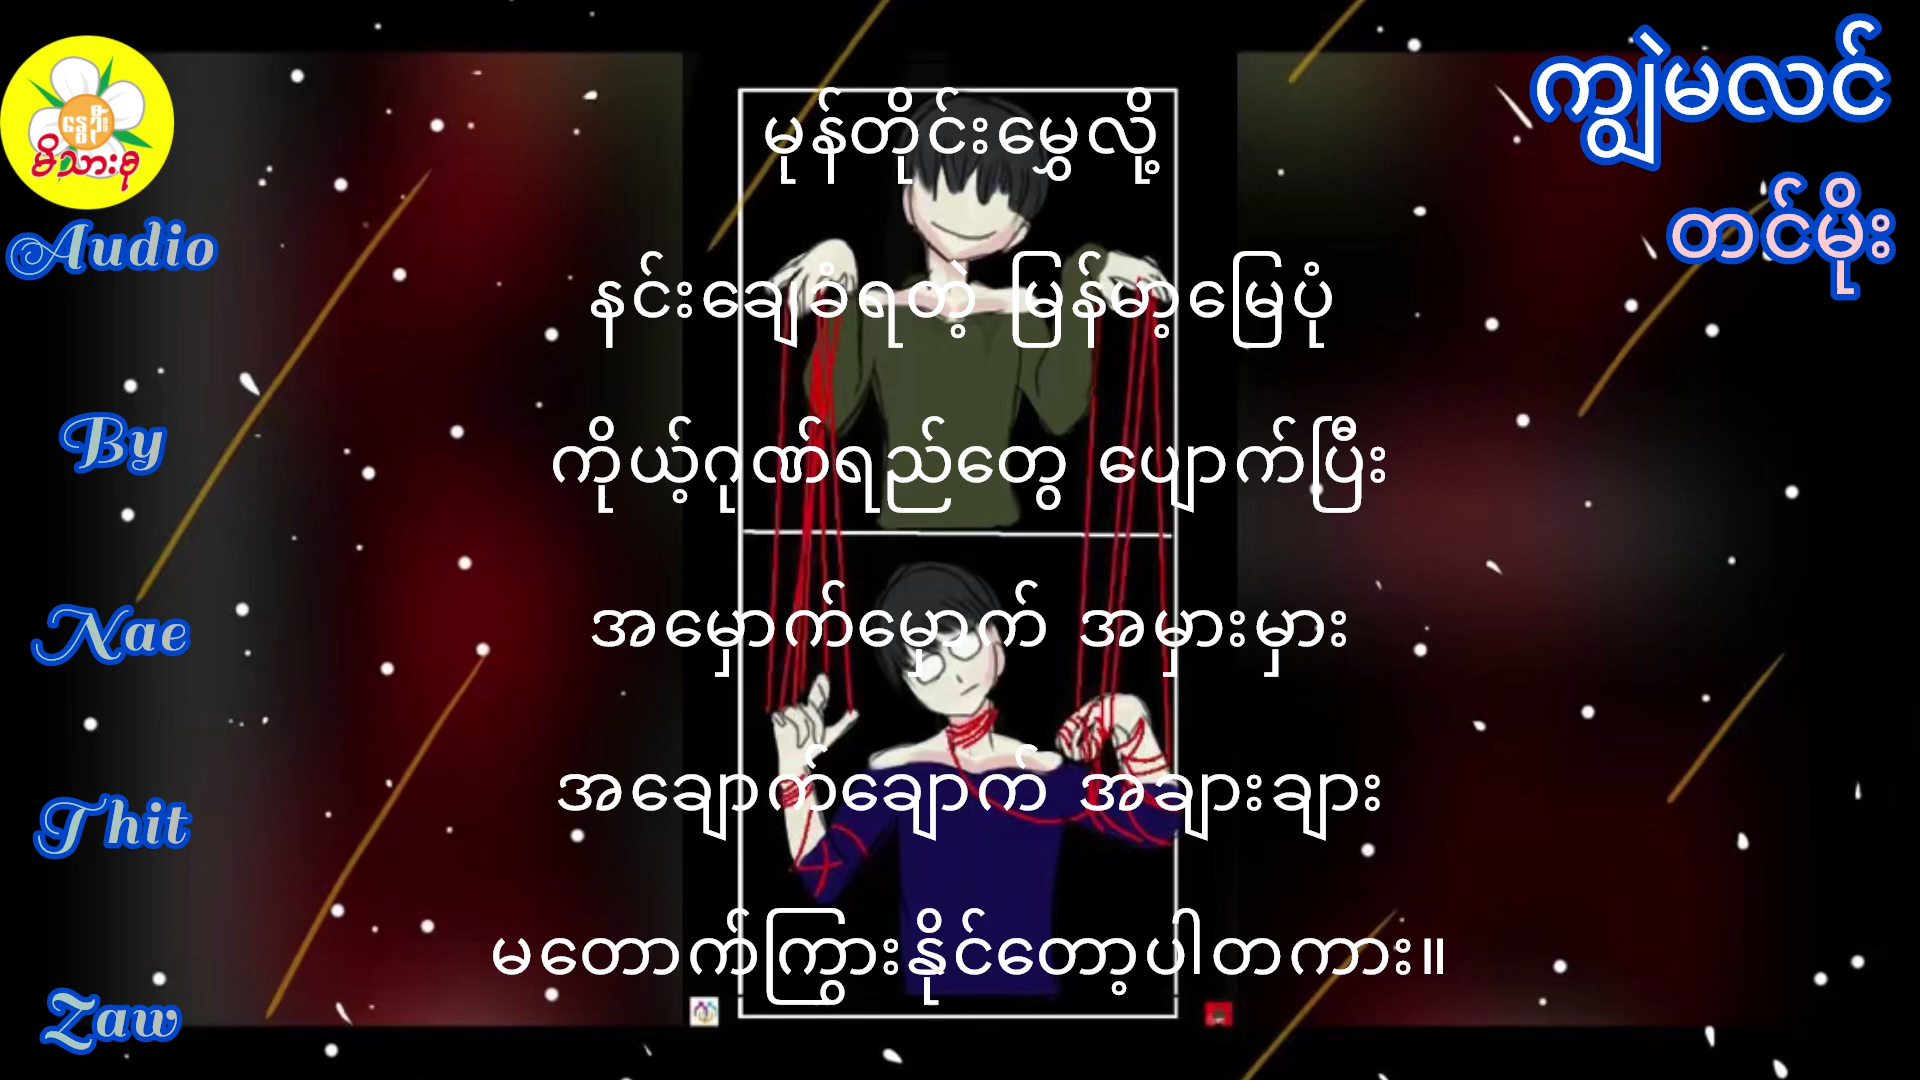 နွေဦး
မိသားစု
Audio
By
Nae
Thit
Zaw
ကျွဲမလင်
တင်မိုး
မုန်တိုင်းမွှေလို့
နင်းချေခံရတဲ့ မြန်မာ့မြေပုံ
ကိုယ့်ဂုဏ်ရည်တွေ ပျောက်ပြီး
အမှောက်မှောက် အမှားမှား
အချောက်ချောက် အချားချား
မတောက်ကြွားနိုင်တော့ပါတကား။